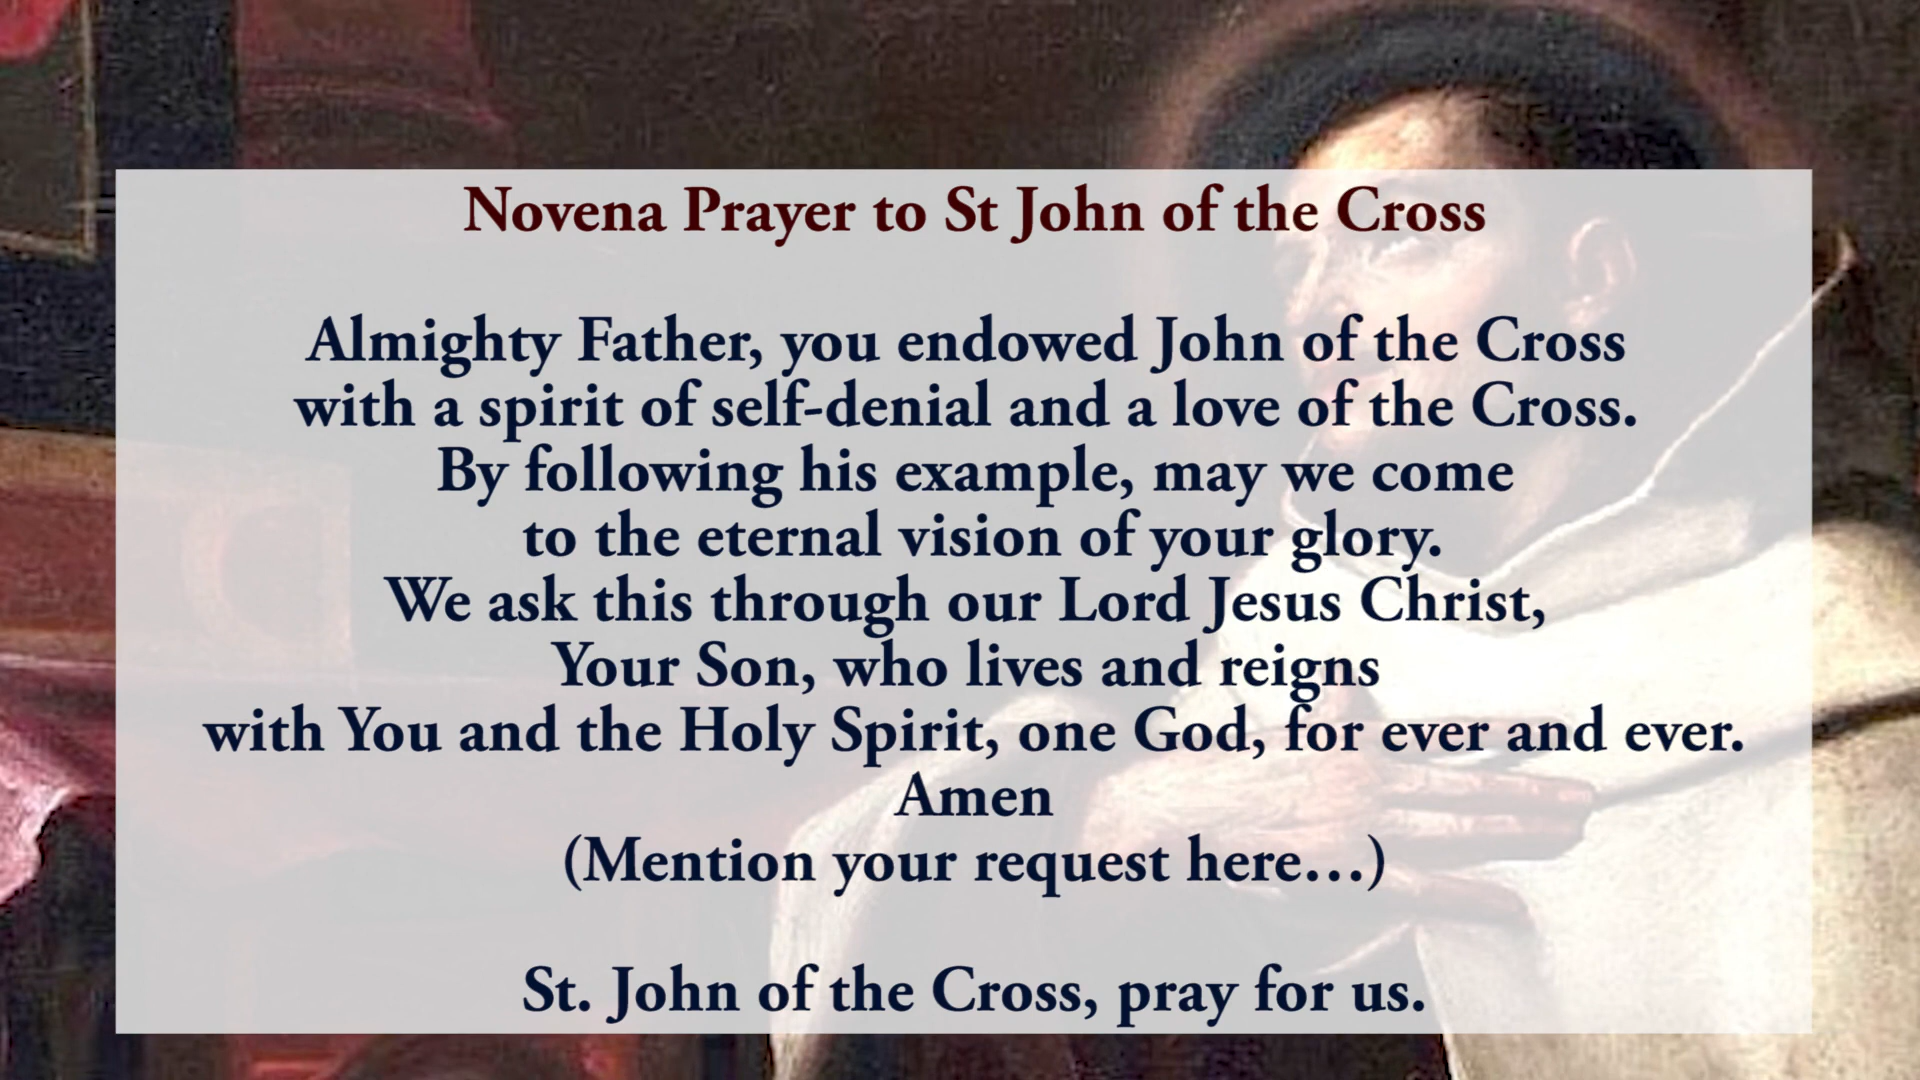 Novena Prayer to St John of the Cross
Almighty Father, you endowed John of the Cross
with a spirit of self-denial and a love of the Cross.
By following his example, may we come
to the eternal vision of your glory.
We ask this through our Lord Jesus Christ,
Your Son, who lives and reigns
with You and the Holy Spirit, one God, for ever and ever.
Amen
(Mention your request here…)
St. John of the Cross, pray for us.